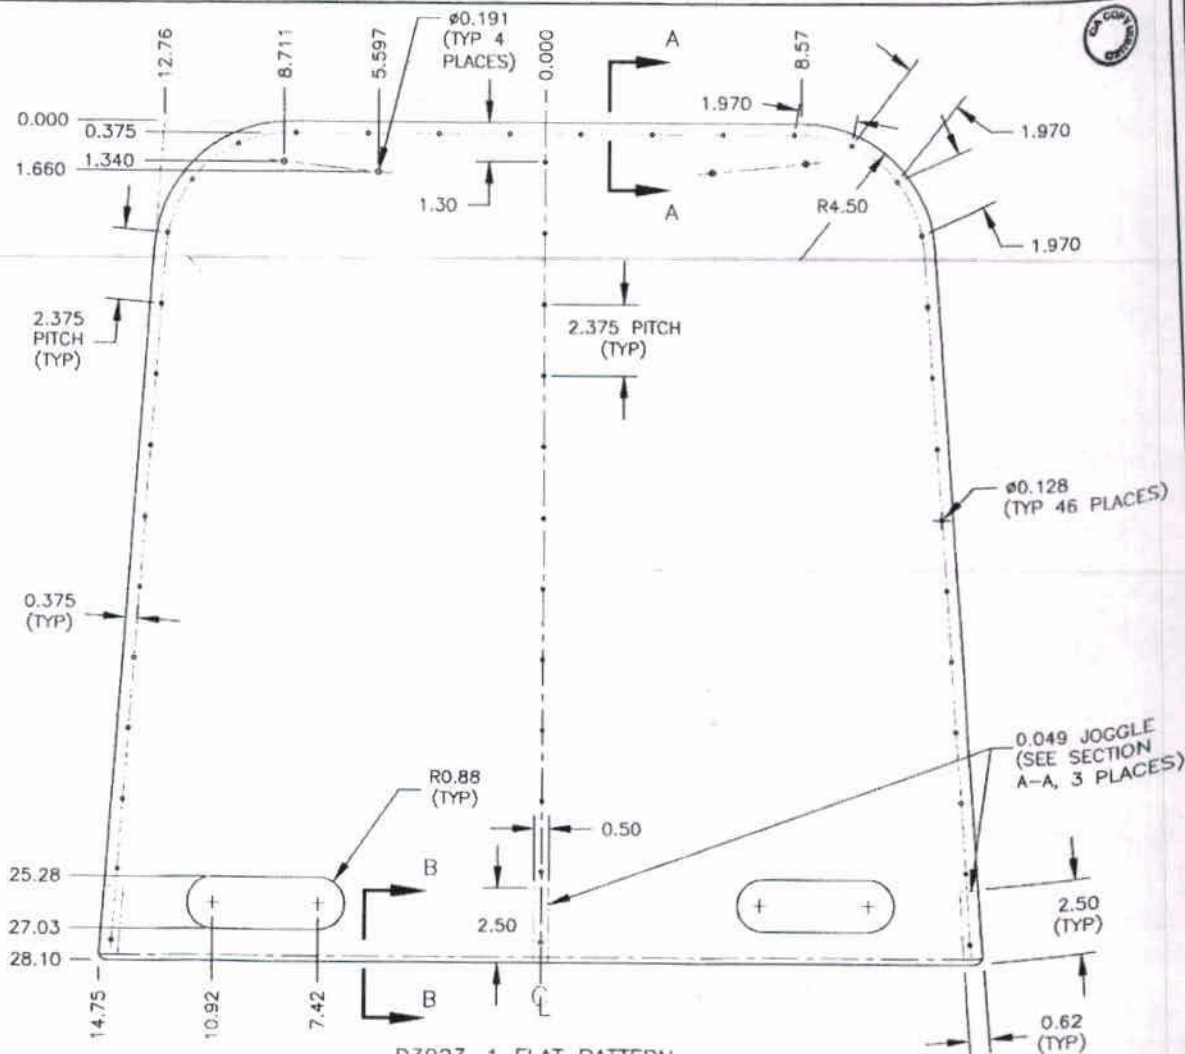 12.76
8.711
5.597
ø0.191
(TYP 4
PLACES)
0.000
A
8.57
1.970
1.970
0.000
0.375
1.340
1.660
1.30
A
R4.50
1.970
2.375
PITCH
(TYP)
2.375 PITCH
(TYP)
ø0.128
(TYP 46 PLACES)
0.375
(TYP)
0.049 JOGGLE
(SEE SECTION
A-A, 3 PLACES)
R0.88
(TYP)
0.50
25.28
B
2.50
27.03
2.50
(TYP)
28.10
14.75
10.92
7.42
B
CL
0.62
(TYP)
FLAT PATTERN